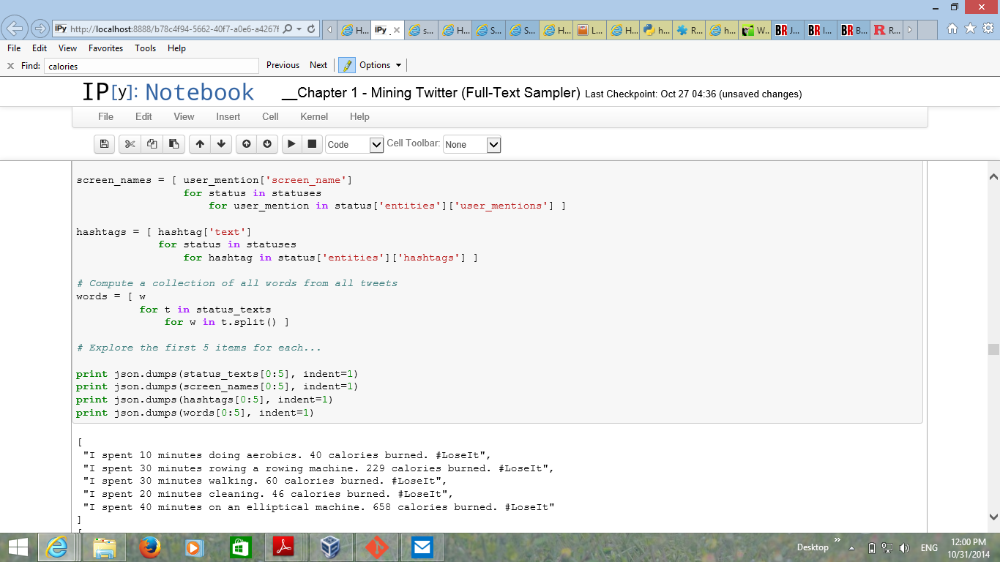 IPy http://localhost:8888/b78c4f94-5662-40f7-a0e6-a4267f
H...
IPy .
s...
H...
S...
S...
H...
L...
H...
h...
R...
h...
W..
BR J...
BR I...
BR B...
R R...
File Edit View Favorites Tools Help
x Find: calories Previous Next Options
IP[y]: Notebook __Chapter 1 - Mining Twitter (Full-Text Sampler) Last Checkpoint: Oct 27 04:36 (unsaved changes)
File Edit View Insert Cell Kernel Help
Code Cell Toolbar: None
screen_names = [ user_mention['screen_name']
for status in statuses
for user_mention in status['entities']['user_mentions'] ]
hashtags = [ hashtag['text']
for status in statuses
for hashtag in status['entities']['hashtags'] ]
# Compute a collection of all words from all tweets
words = [ w
for t in status_texts
for w in t.split() ]
# Explore the first 5 items for each...
print json.dumps(status_texts[0:5], indent=1)
print json.dumps(screen_names[0:5], indent=1)
print json.dumps(hashtags[0:5], indent=1)
print json.dumps(words[0:5], indent=1)
[
"I spent 10 minutes doing aerobics. 40 calories burned. #LoseIt",
"I spent 30 minutes rowing a rowing machine. 229 calories burned. #LoseIt",
"I spent 30 minutes walking. 60 calories burned. #LoseIt",
"I spent 20 minutes cleaning. 46 calories burned. #LoseIt",
"I spent 40 minutes on an elliptical machine. 658 calories burned. #LoseIt"
]
[
Desktop ENG 12:00 PM
10/31/2014